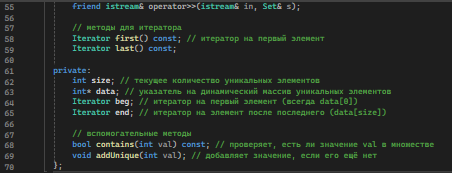 55 friend istream& operator>>(istream& in, Set& s);
56
57 // методы для итератора
58 Iterator first() const; // итератор на первый элемент
59 Iterator last() const;
60
61 private:
62 int size; // текущее количество уникальных элементов
63 int* data; // указатель на динамический массив уникальных элементов
64 Iterator beg; // итератор на первый элемент (всегда data[0])
65 Iterator end; // итератор на элемент после последнего (data[size])
66
67 // вспомогательные методы
68 bool contains(int val) const; // проверяет, есть ли значение val в множестве
69 void addUnique(int val); // добавляет значение, если его ещё нет
70 };